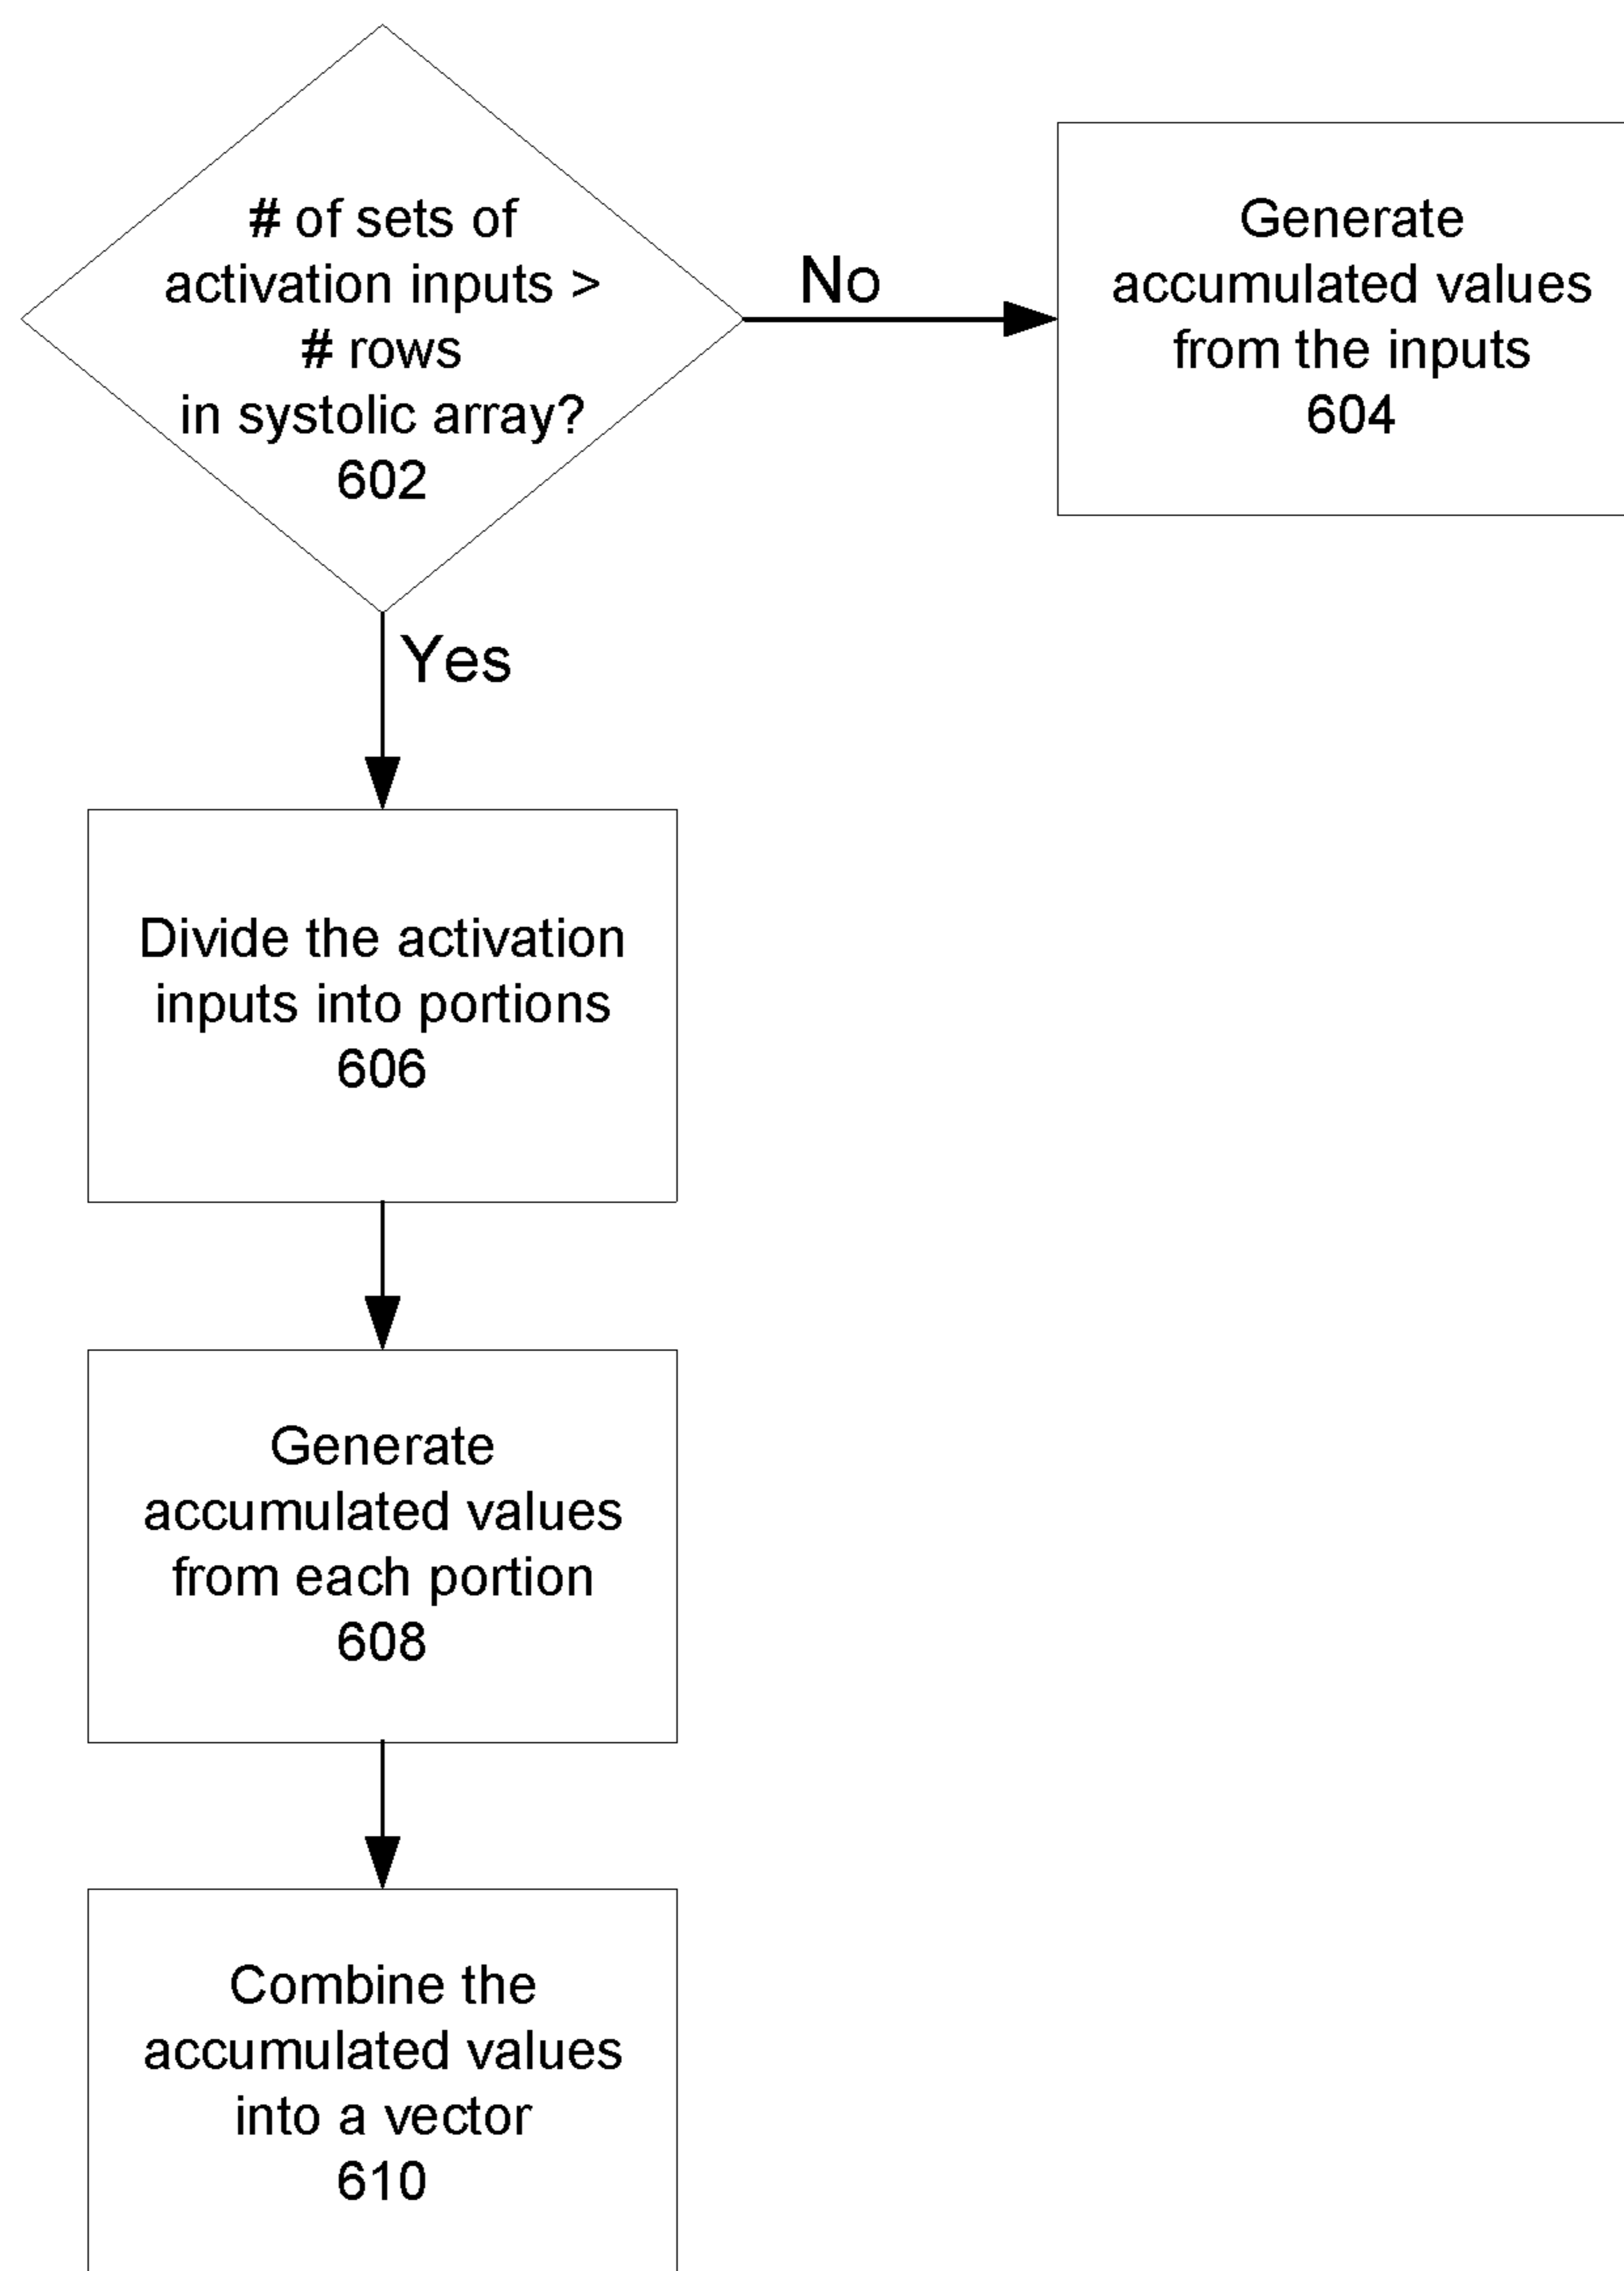 # of sets of
activation inputs >
# rows
in systolic array?
602
No
Generate
accumulated values
from the inputs
604
Yes
Divide the activation
inputs into portions
606
Generate
accumulated values
from each portion
608
Combine the
accumulated values
into a vector
610